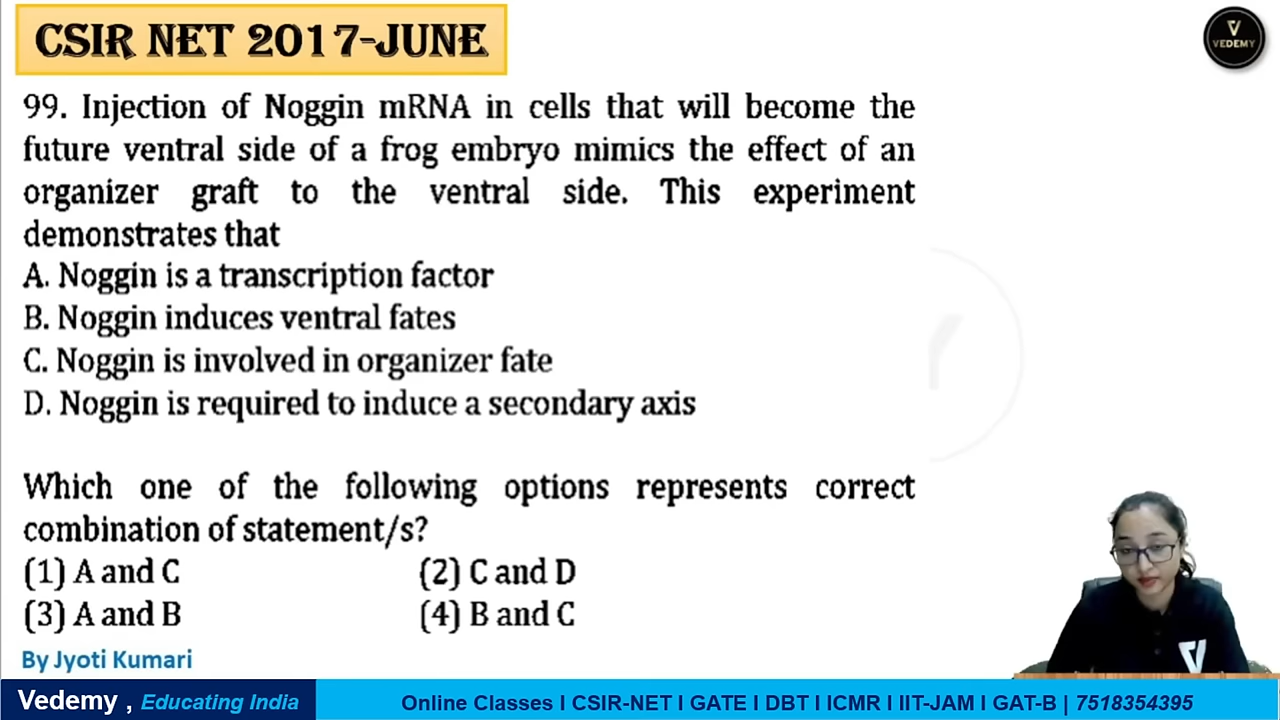 CSIR NET 2017-JUNE
V
VEDEMY
99. Injection of Noggin mRNA in cells that will become the
future ventral side of a frog embryo mimics the effect of an
organizer graft to the ventral side. This experiment
demonstrates that
A. Noggin is a transcription factor
B. Noggin induces ventral fates
C. Noggin is involved in organizer fate
D. Noggin is required to induce a secondary axis
Which one of the following options represents correct
combination of statement/s?
(1) A and C (2) C and D
(3) A and B (4) B and C
By Jyoti Kumari
Vedemy , Educating India Online Classes I CSIR-NET I GATE I DBT I ICMR I IIT-JAM I GAT-B | 7518354395